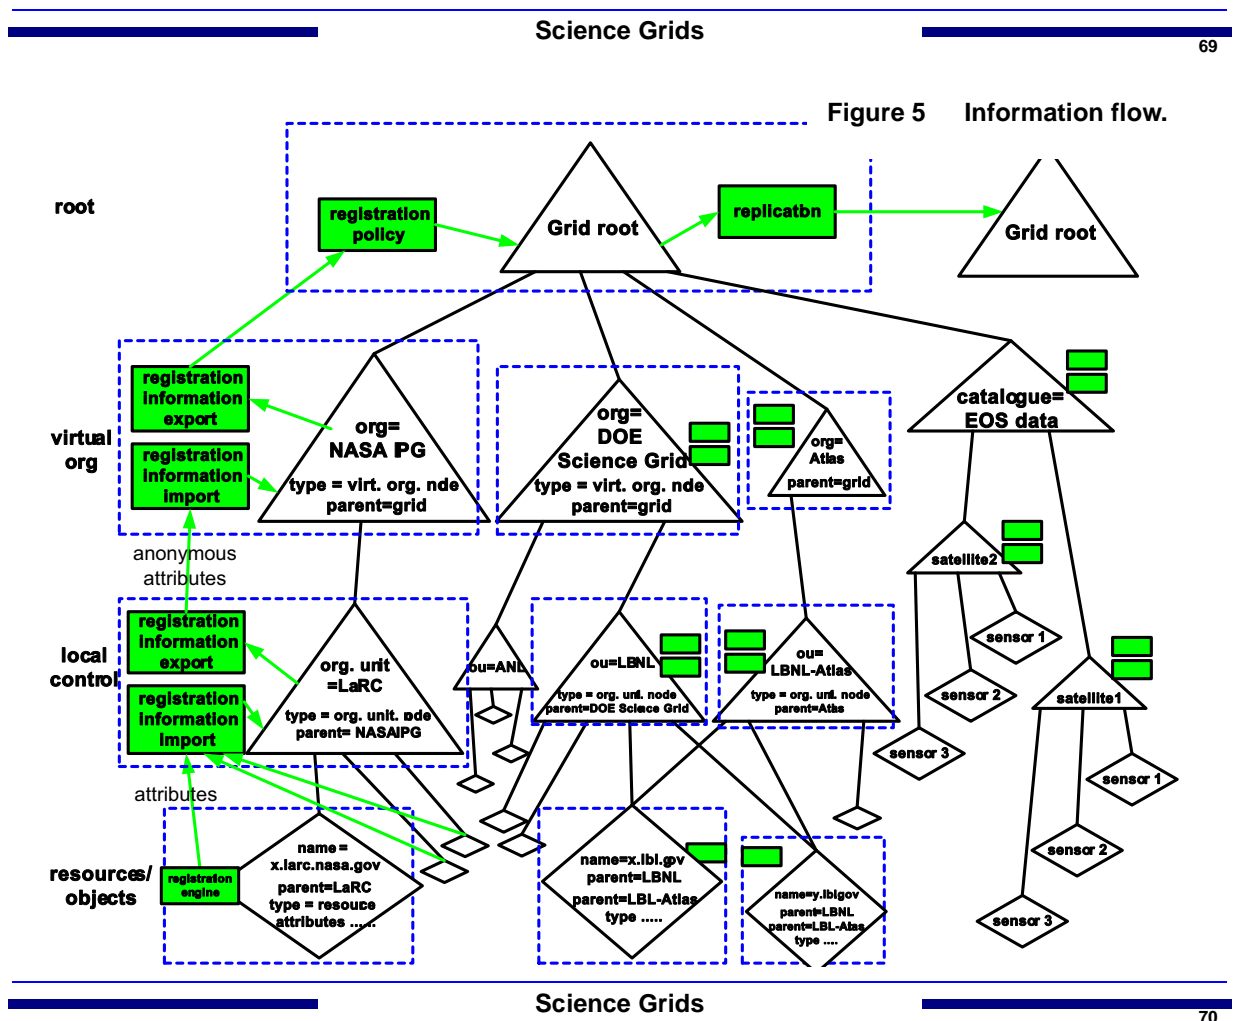 Science Grids
69
Figure 5 Information flow.
root
registration
policy
Grid root
replicatbn
Grid root
virtual
org
registration
information
export
registration
information
import
org=
NASA IPG
type = virt. org. nde
parent=grid
org=
DOE
Science Grid
type = virt. org. nde
parent=grid
org=
Atlas
parent=grid
catalogue=
EOS data
anonymous
attributes
satellite2
sensor 1
sensor 2
sensor 3
satellite1
sensor 1
sensor 2
sensor 3
local
control
registration
information
export
registration
information
import
org. unit
=LaRC
type = org. unit. node
parent= NASAIPG
ou=ANL
ou=LBNL
type = org. unt. node
parent=DOE Science Grid
ou=
LBNL-Atlas
type = org. unt. node
parent=Atlas
attributes
resources/
objects
registration
engine
name=
x.larc.nasa.gov
parent=LaRC
type = resource
attributes ......
name=x.lbl.gov
parent=LBNL
parent=LBL-Atlas
type .....
name=y.lblgov
parent=LBNL
parent=LBL-Atlas
type ....
Science Grids
70